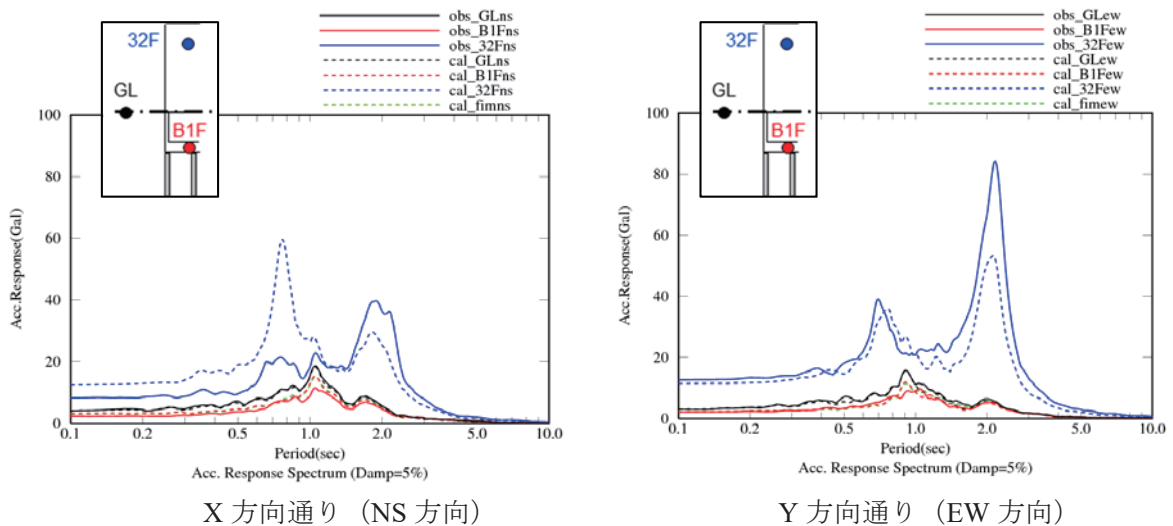 obs_GLns
obs_B1Fns
obs_32Fns
cal_GLns
cal_B1Fns
cal_32Fns
cal_fimns
32F
GL
B1F
100
80
60
40
20
0
Acc.Response(Gal)
0.1
0.2
0.5
1.0
2.0
5.0
10.0
Period(sec)
Acc. Response Spectrum (Damp=5%)
X 方向通り（NS 方向）
obs_GLew
obs_B1Few
obs_32Few
cal_GLew
cal_B1Few
cal_32Few
cal_fimew
32F
GL
B1F
100
80
60
40
20
0
Acc.Response(Gal)
0.1
0.2
0.5
1.0
2.0
5.0
10.0
Period(sec)
Acc. Response Spectrum (Damp=5%)
Y 方向通り（EW 方向）